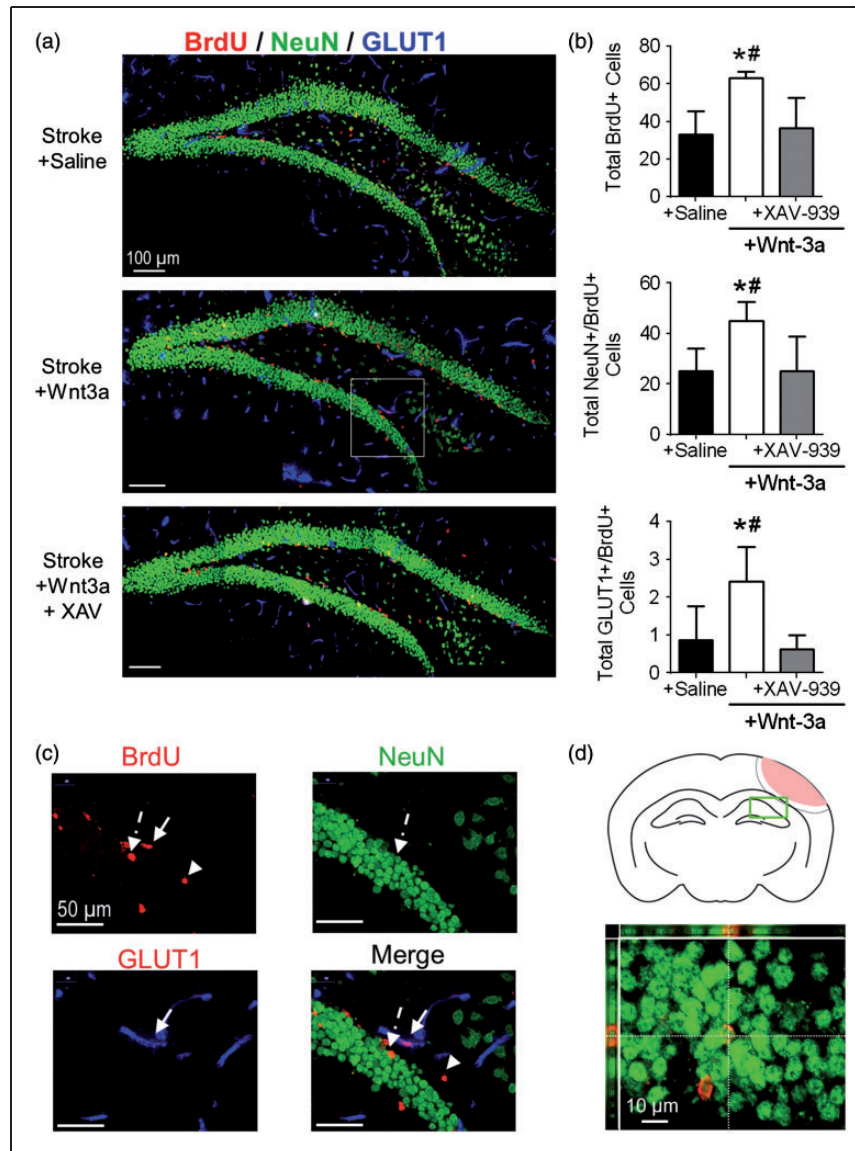 (a)
BrdU / NeuN / GLUT1
Stroke
+Saline
100 µm
Stroke
+Wnt3a
Stroke
+Wnt3a
+ XAV
(b)
Total BrdU+ Cells
80
60
40
20
0
*#
+Saline
+XAV-939
+Wnt-3a
Total NeuN+/BrdU+
Cells
60
40
20
0
*#
+Saline
+XAV-939
+Wnt-3a
Total GLUT1+/BrdU+
Cells
4
3
2
1
0
*#
+Saline
+XAV-939
+Wnt-3a
(c)
BrdU
50 µm
NeuN
GLUT1
Merge
(d)
10 µm